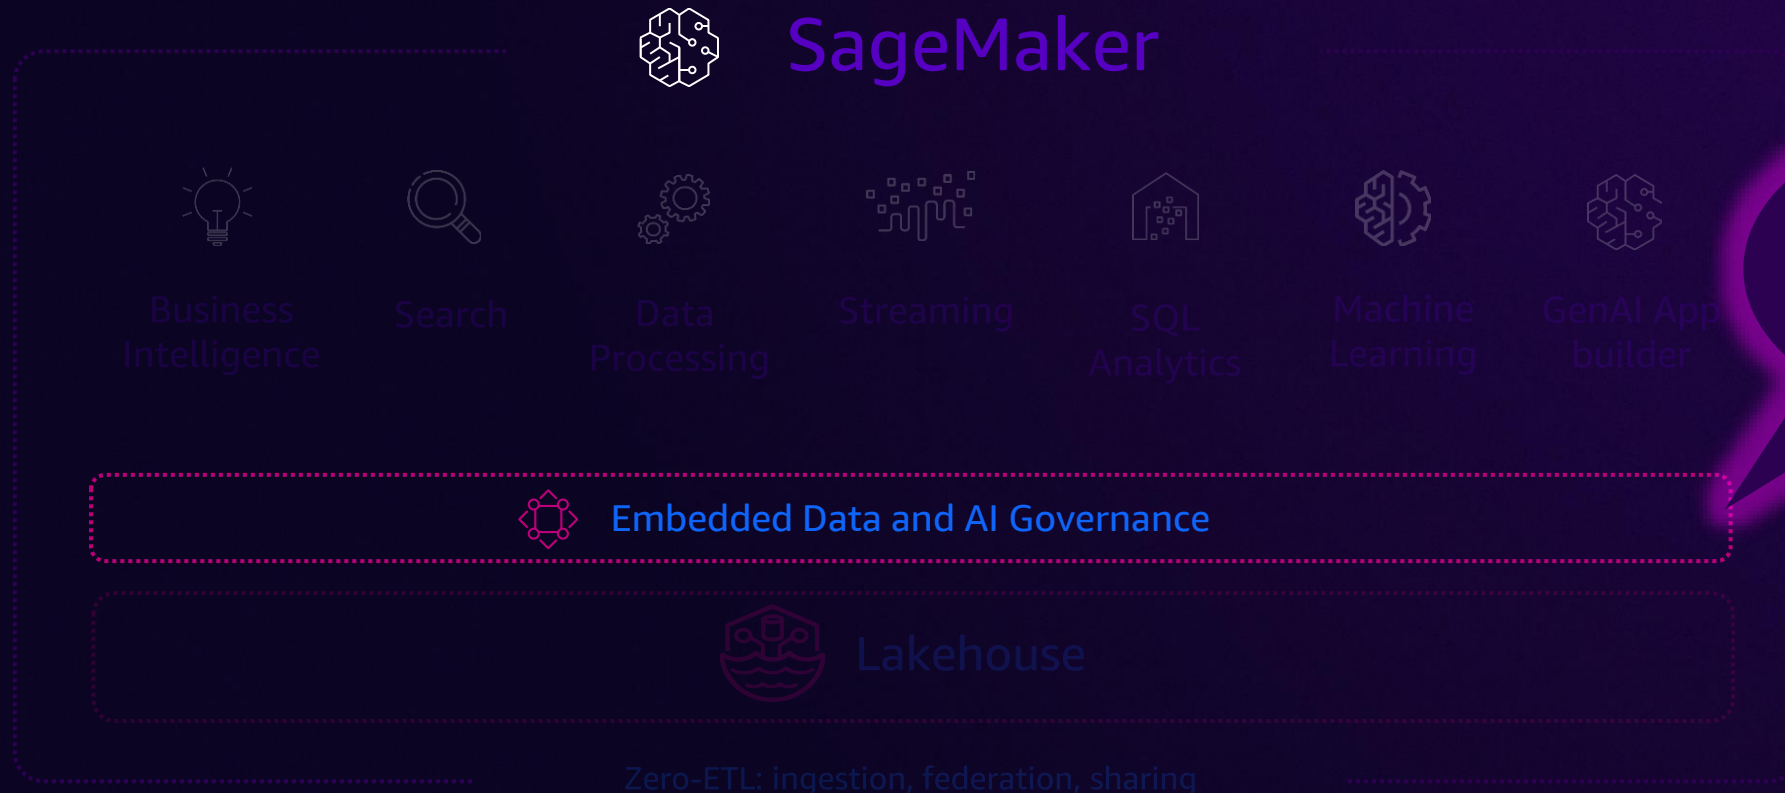 SageMaker
Business
Intelligence
Search
Data
Processing
Streaming
SQL
Analytics
Machine
Learning
GenAI App
builder
Embedded Data and AI Governance
Lakehouse
Zero-ETL: ingestion, federation, sharing